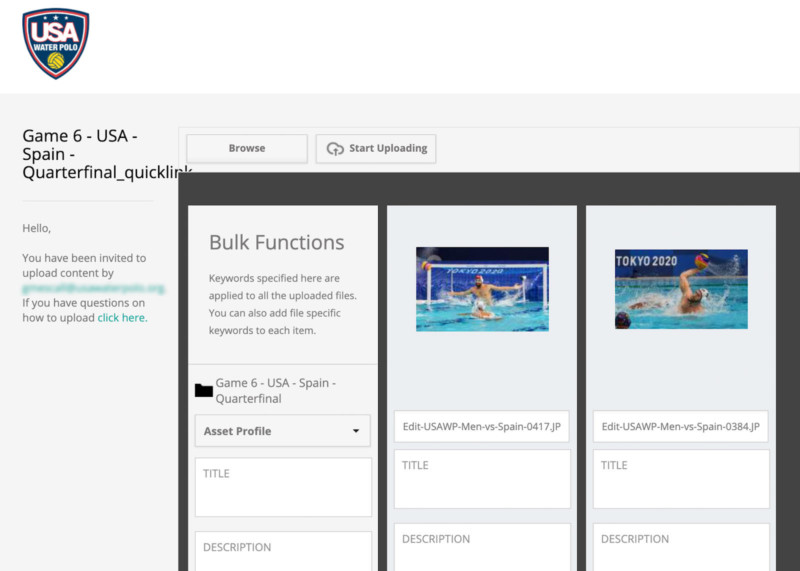 USA
WATER POLO
Game 6 - USA -
Spain -
Quarterfinal_quicklink
Hello,
You have been invited to
upload content by
If you have questions on
how to upload click here.
Browse
Start Uploading
Bulk Functions
Keywords specified here are
applied to all the uploaded files.
You can also add file specific
keywords to each item.
Game 6 - USA - Spain -
Quarterfinal
Asset Profile
TITLE
DESCRIPTION
TOKYO 2020
Edit-USAWP-Men-vs-Spain-0417.JP
TITLE
DESCRIPTION
TOKYO 2020
Edit-USAWP-Men-vs-Spain-0384.JP
TITLE
DESCRIPTION